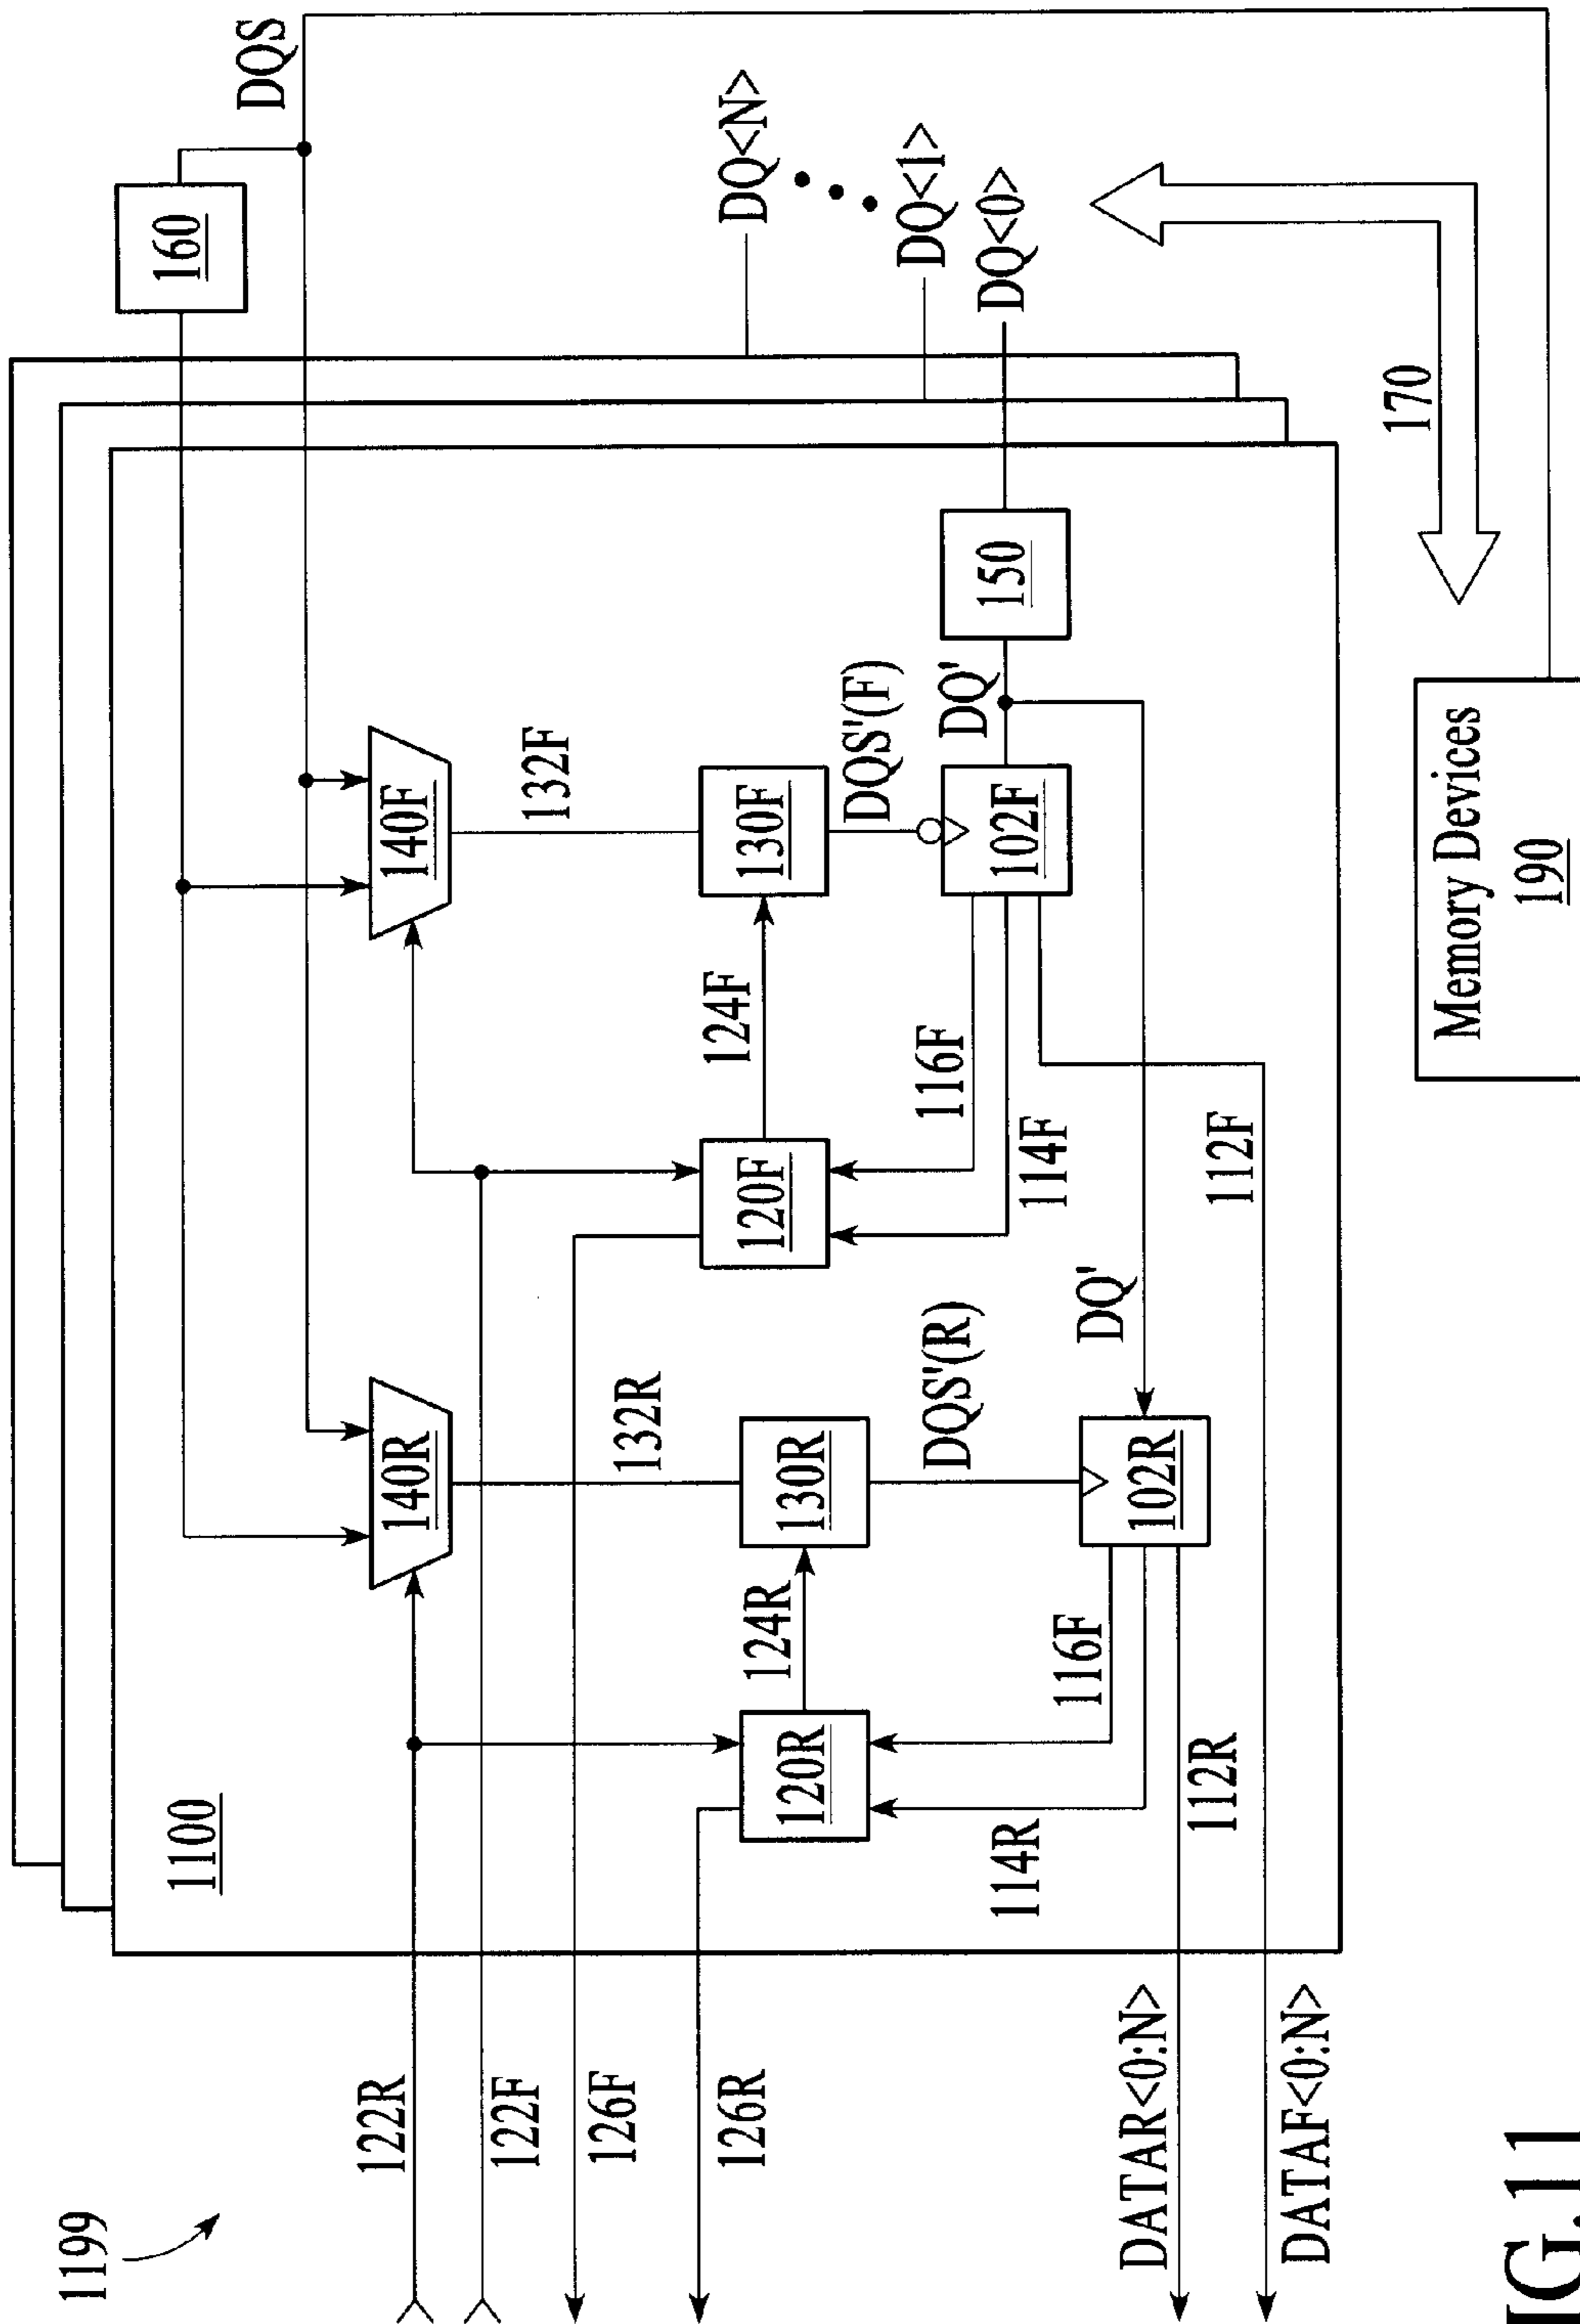 1199
1100
160
DQS
122R
122F
126F
126R
140R
140F
132R
132F
120R
124R
130R
120F
124F
130F
DQS'(R)
DQS'(F)
DQ'
DQ'
102R
102F
150
116F
114R
112R
116F
114F
112F
DQ<N>
DQ<1>
DQ<0>
170
DATAR<0:N>
DATAF<0:N>
Memory Devices
190
IG.11